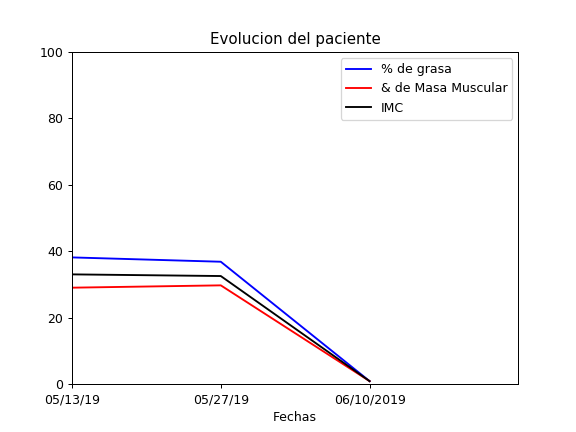 Evolucion del paciente
100
80
60
40
20
0
% de grasa
& de Masa Muscular
IMC
05/13/19
05/27/19
06/10/2019
Fechas